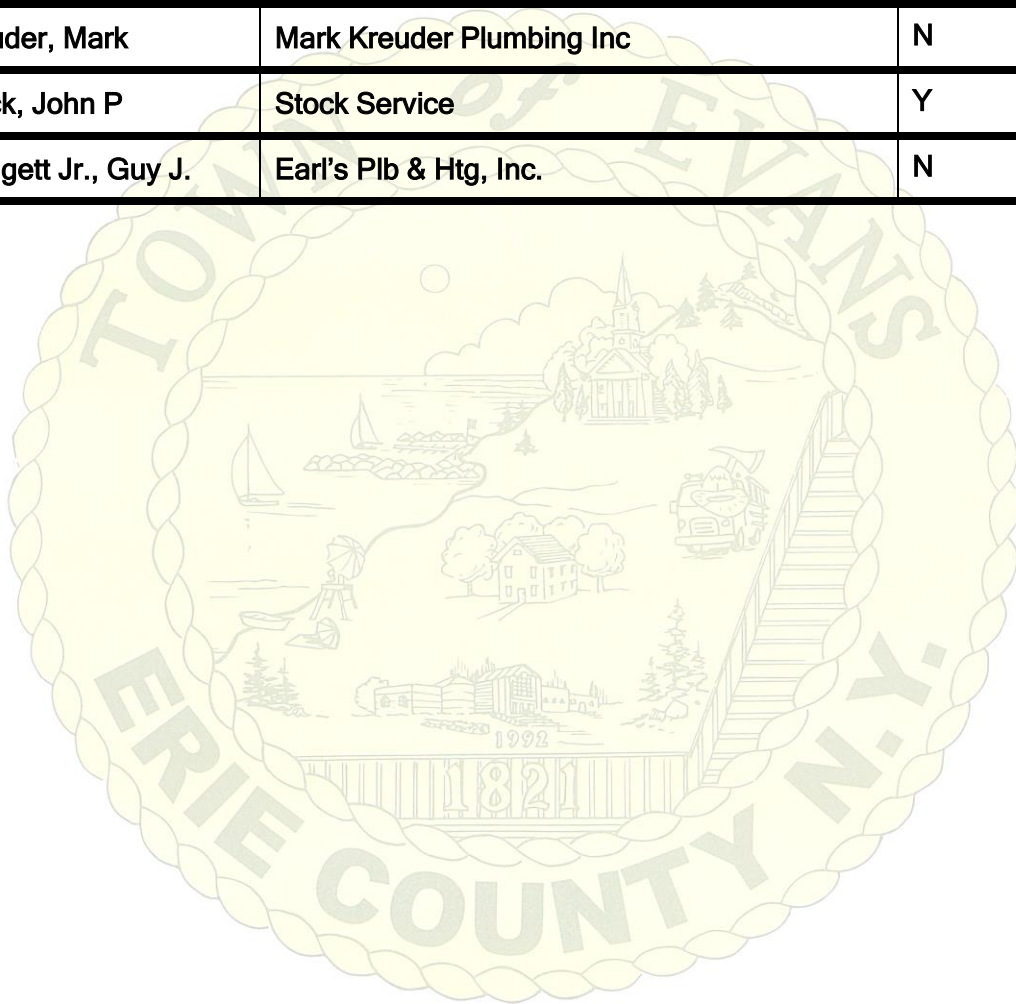 uder, Mark Mark Kreuder Plumbing Inc N
ck, John P Stock Service Y
gett Jr., Guy J. Earl's Plb & Htg, Inc. N
TOWN of EVANS
1992
1821
ERIE COUNTY N.Y.